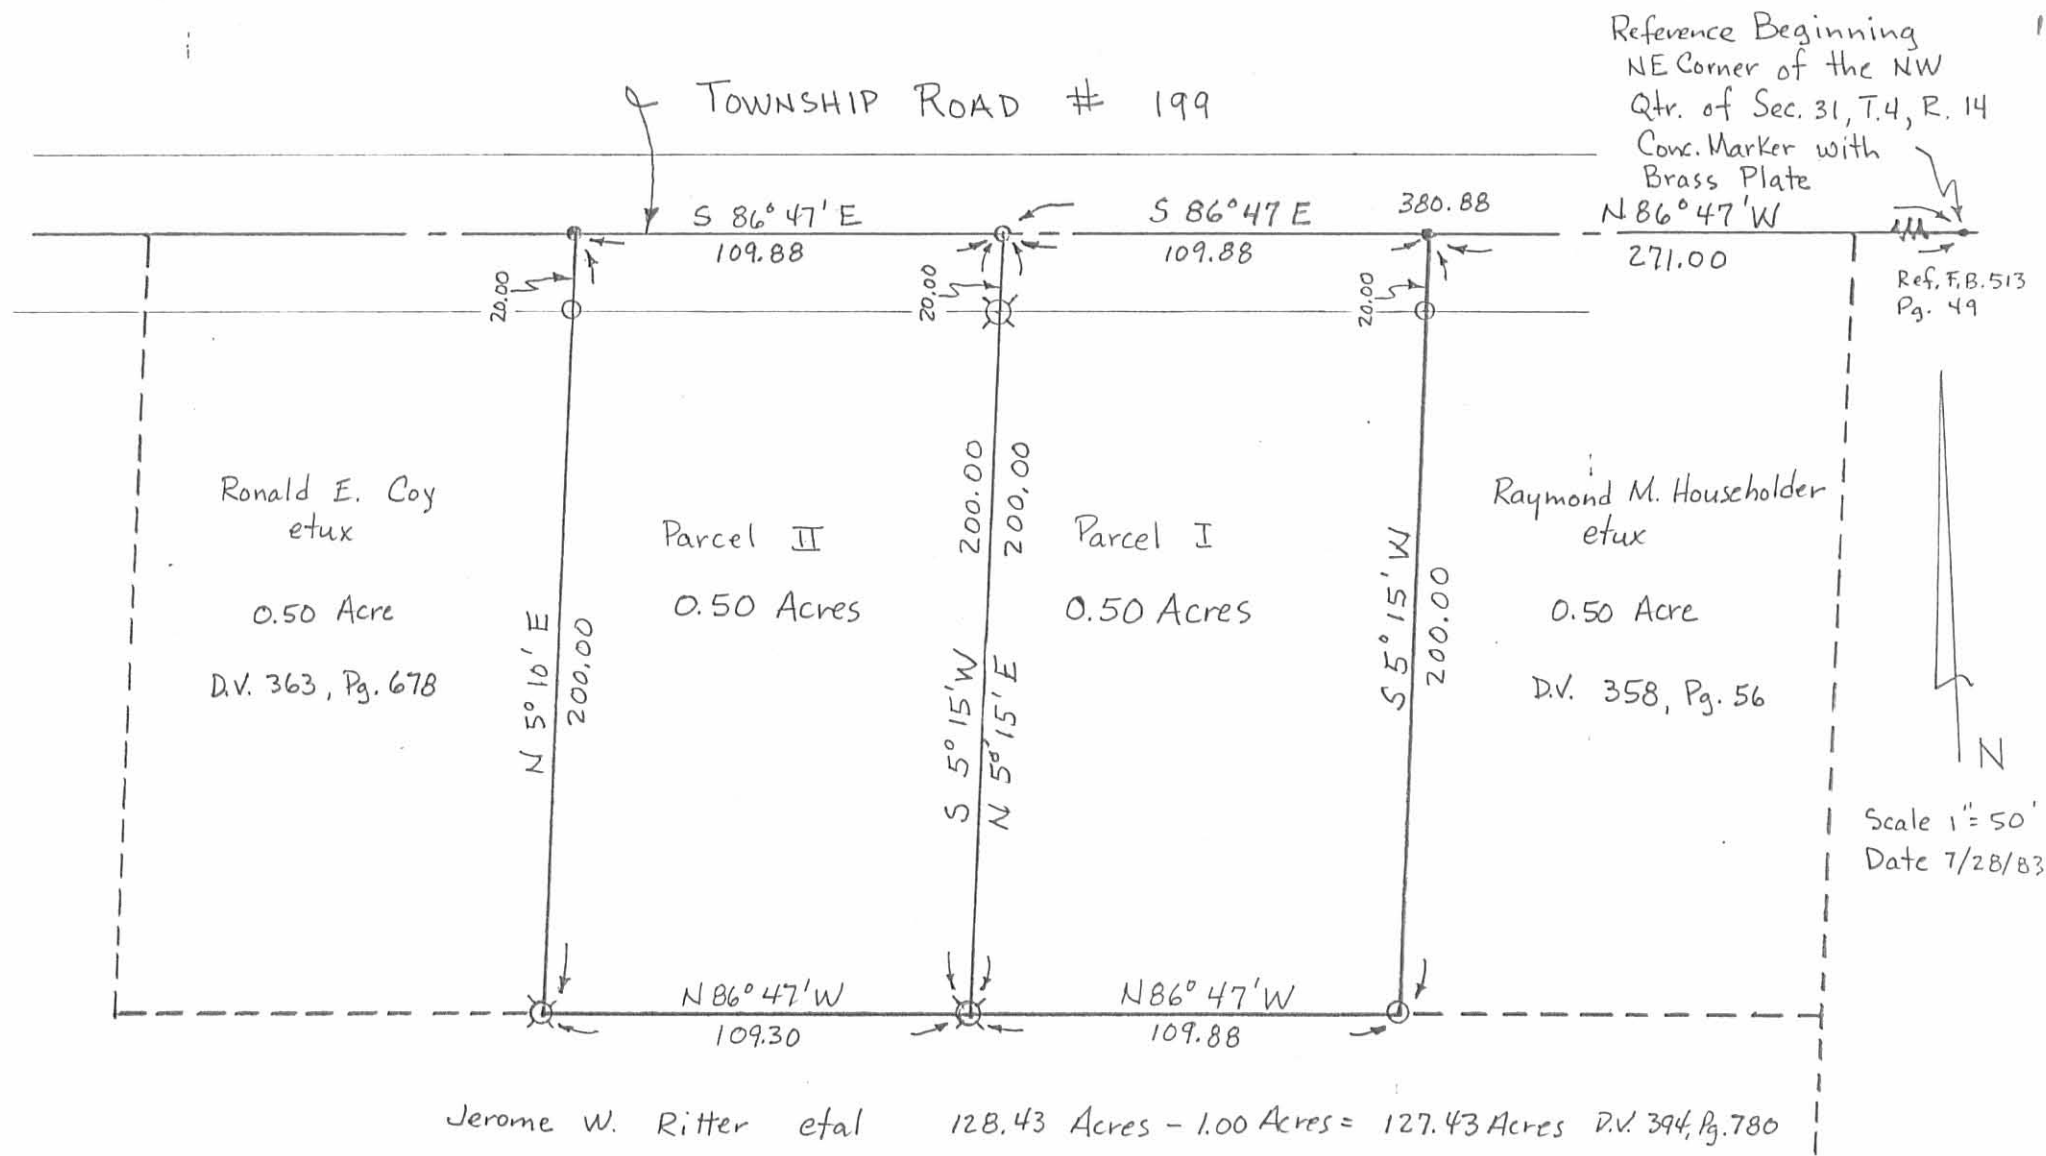 TOWNSHIP ROAD # 199
Reference Beginning
NE Corner of the NW
Qtr. of Sec. 31, T.4, R. 14
Conc. Marker with
Brass Plate
S 86° 47' E
109.88
S 86° 47 E
109.88
380.88
N 86° 47' W
271.00
Ref. F.B. 513
Pg. 49
20.00
20.00
20.00
Ronald E. Coy
etux
0.50 Acre
D.V. 363, Pg. 678
N 5° 10' E
200.00
Parcel II
0.50 Acres
200.00
200.00
S 5° 15' W
N 5° 15' E
Parcel I
0.50 Acres
S 5° 15' W
200.00
Raymond M. Householder
etux
0.50 Acre
D.V. 358, Pg. 56
N
Scale 1"= 50'
Date 7/28/83
N 86° 47' W
109.30
N 86° 47' W
109.88
Jerome W. Ritter etal 128.43 Acres - 1.00 Acres = 127.43 Acres D.V. 394, Pg. 780